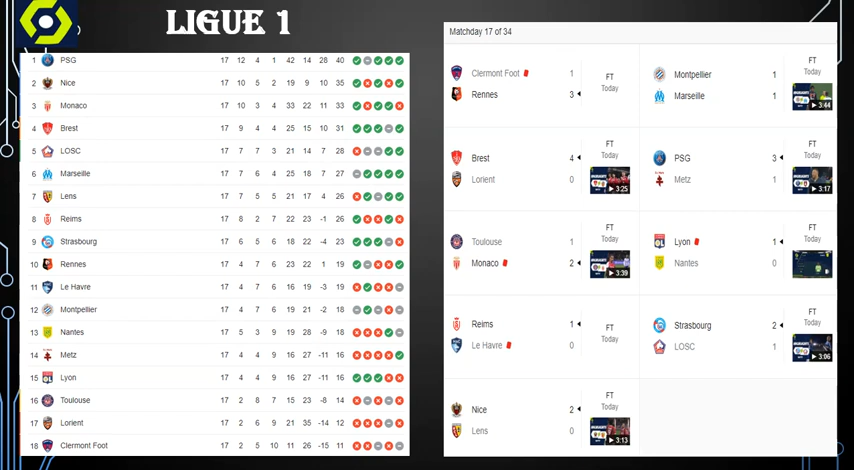 LIGUE 1
1 PSG 17 12 4 1 42 14 28 40
2 Nice 17 10 5 2 19 9 10 35
3 Monaco 17 10 3 4 33 22 11 33
4 Brest 17 9 4 4 25 15 10 31
5 LOSC 17 7 7 3 21 14 7 28
6 Marseille 17 7 6 4 25 18 7 27
7 Lens 17 7 5 5 21 17 4 26
8 Reims 17 8 2 7 22 23 -1 26
9 Strasbourg 17 6 5 6 18 22 -4 23
10 Rennes 17 4 7 6 23 22 1 19
11 Le Havre 17 4 7 6 16 19 -3 19
12 Montpellier 17 4 7 6 19 21 -2 18
13 Nantes 17 5 3 9 19 28 -9 18
14 Metz 17 4 4 9 16 27 -11 16
15 Lyon 17 4 4 9 16 27 -11 16
16 Toulouse 17 2 8 7 15 23 -8 14
17 Lorient 17 2 6 9 21 35 -14 12
18 Clermont Foot 17 2 5 10 11 26 -15 11
Matchday 17 of 34
Clermont Foot 1
Rennes 3
FT
Today
Montpellier 1
Marseille 1
FT
Today
3:44
Brest 4
Lorient 0
FT
Today
3:25
PSG 3
Metz 1
FT
Today
3:17
Toulouse 1
Monaco 2
FT
Today
3:39
Lyon 1
Nantes 0
FT
Today
Reims 1
Le Havre 0
FT
Today
Strasbourg 2
LOSC 1
FT
Today
3:06
Nice 2
Lens 0
FT
Today
3:13